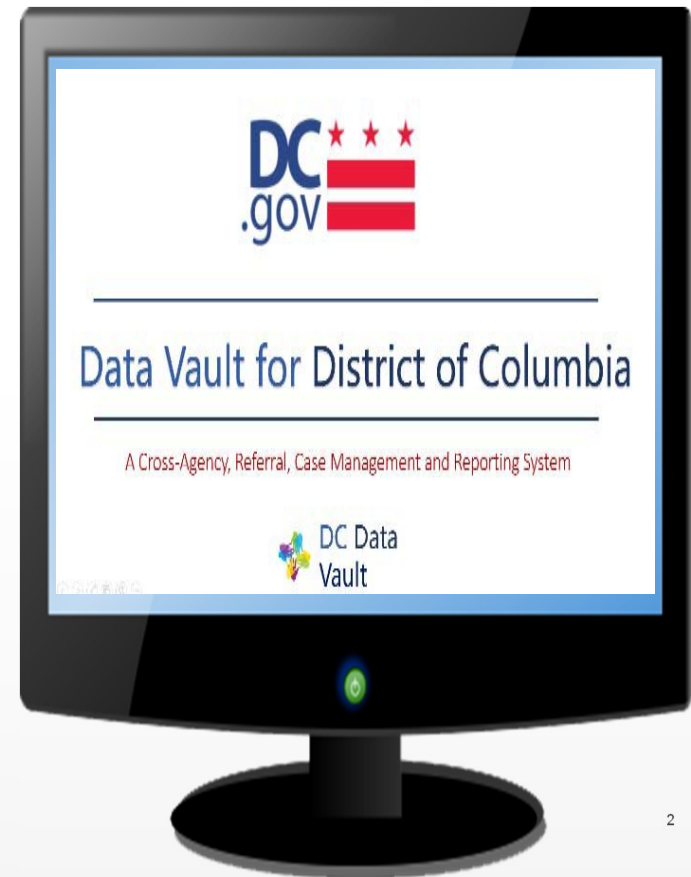 DC
.gov
Data Vault for District of Columbia
A Cross-Agency, Referral, Case Management and Reporting System
DC Data
Vault
2